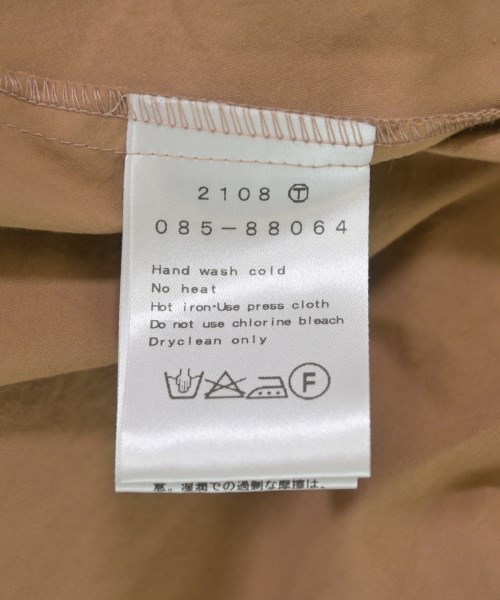 2108 Ⓣ
085-88064
Hand wash cold
No heat
Hot iron·Use press cloth
Do not use chlorine bleach
Dryclean only
F
意。湿潤での過剰な摩擦は、